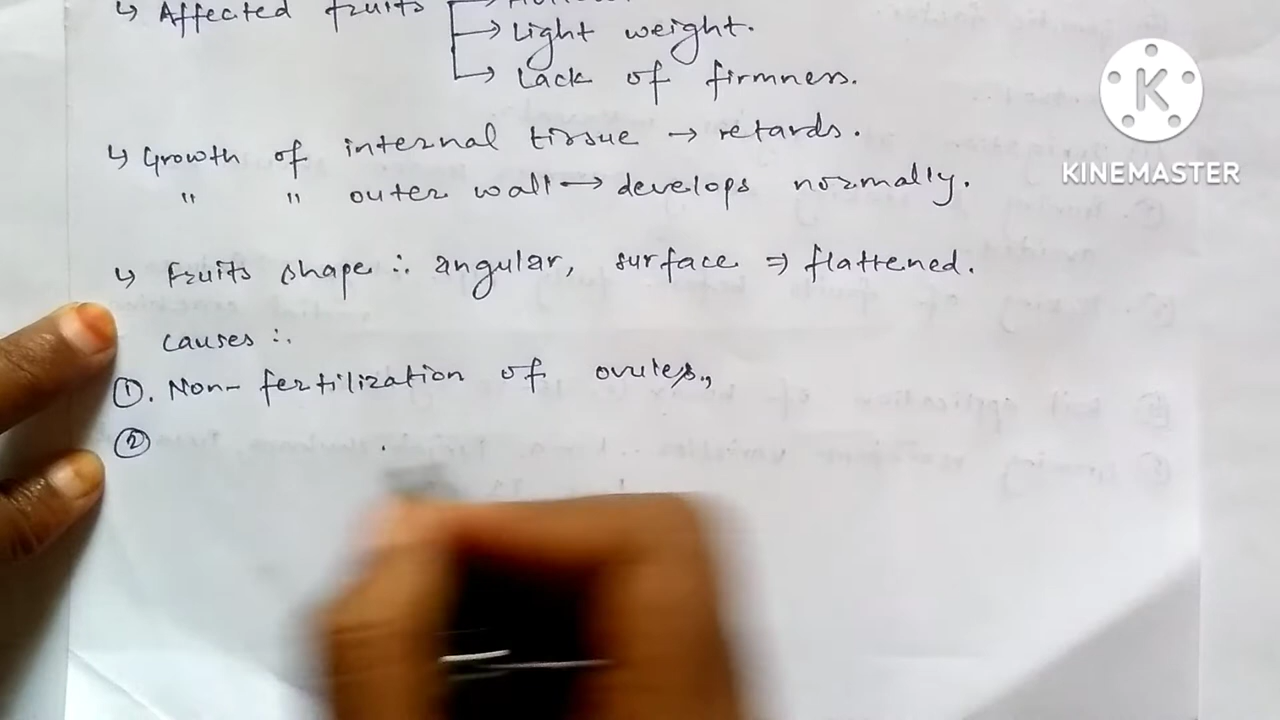 ↳ Affected fruits
→ Light weight.
→ Lack of firmness.
↳ Growth of internal tissue → retards.
" " outer wall → develops normally.
↳ Fruits shape ∴ angular, surface ⇒ flattened.
causes ∴
①. Non-fertilization of ovules.,
②
K
KINEMASTER